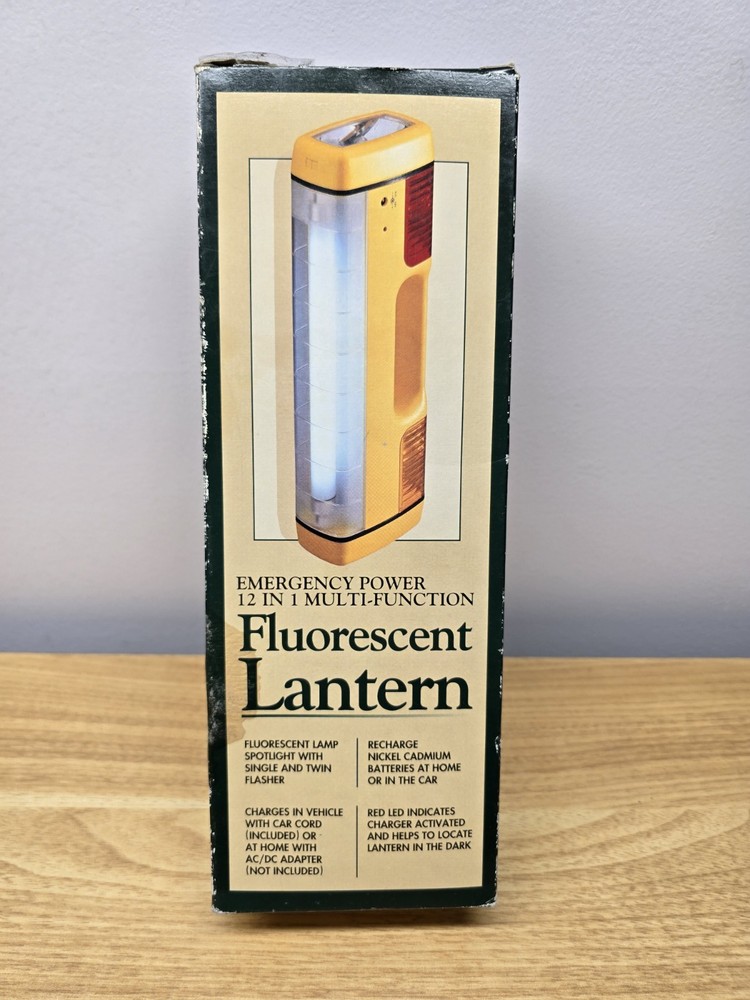 EMERGENCY POWER
12 IN 1 MULTI-FUNCTION
Fluorescent
Lantern
FLUORESCENT LAMP
SPOTLIGHT WITH
SINGLE AND TWIN
FLASHER
RECHARGE
NICKEL CADMIUM
BATTERIES AT HOME
OR IN THE CAR
CHARGES IN VEHICLE
WITH CAR CORD
(INCLUDED) OR
AT HOME WITH
AC/DC ADAPTER
(NOT INCLUDED)
RED LED INDICATES
CHARGER ACTIVATED
AND HELPS TO LOCATE
LANTERN IN THE DARK